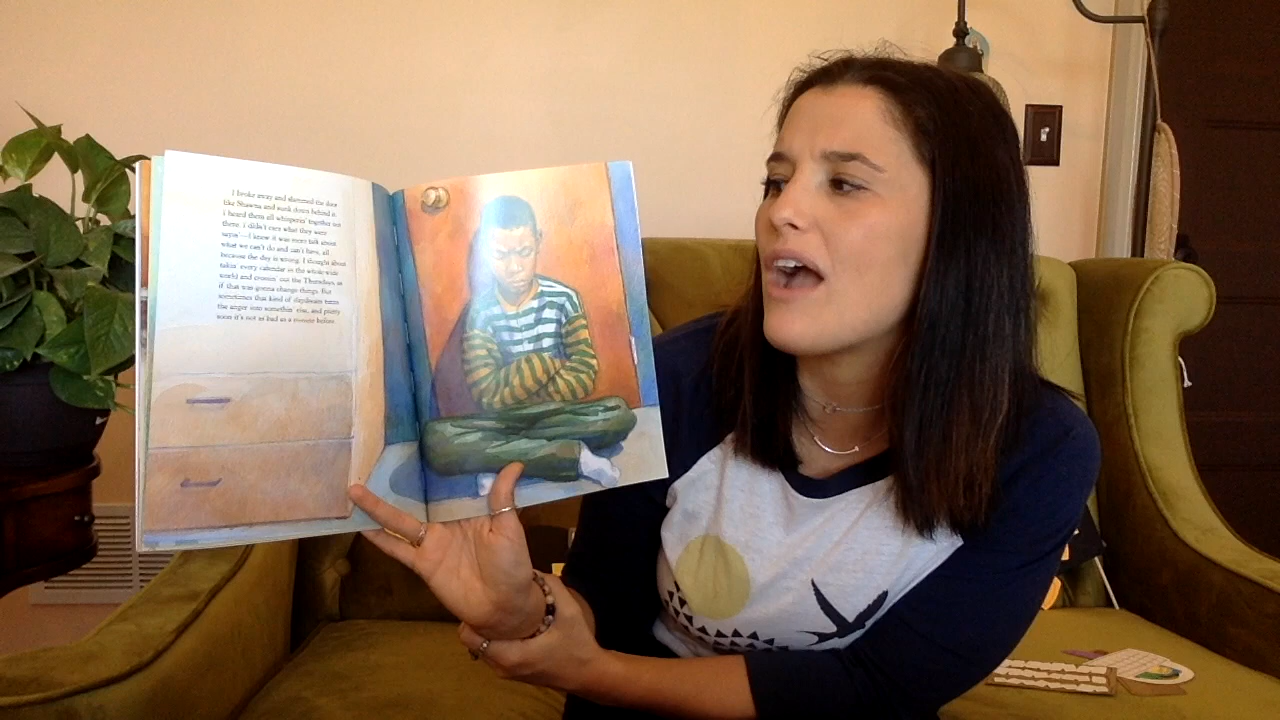 I broke away and slammed the door
like Shawna and sunk down behind it.
I heard them all whisperin' together out
there. I didn't care what they were
sayin'—I knew it was more talk about
what we can't do and can't have, all
because the day is wrong. I thought about
takin' every calendar in the whole wide
world and crossin' out the Thursdays as
if that was gonna change things. But
sometimes that kind of daydream turns
the anger into somethin' else, and pretty
soon it's not as bad as a minute before.